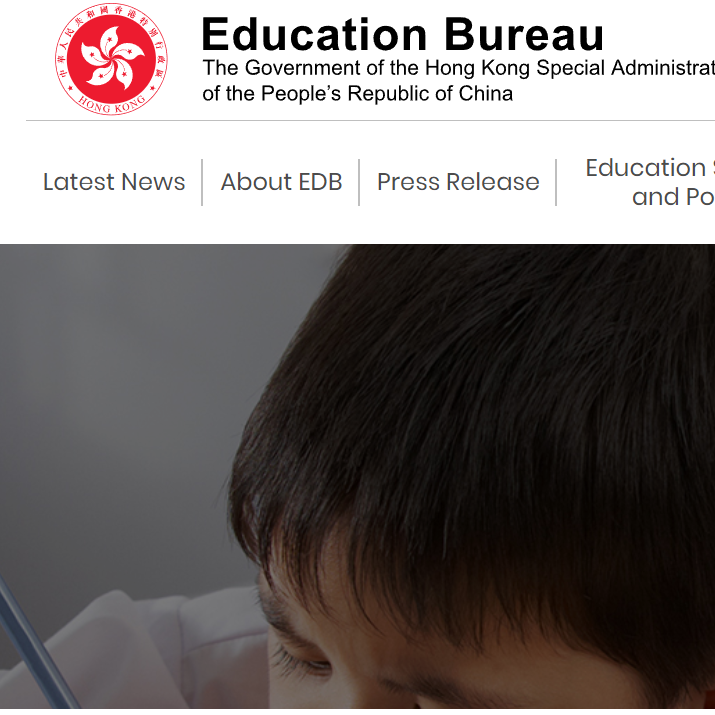 中華人民共和國香港特別行政區
HONG KONG
Education Bureau
The Government of the Hong Kong Special Administrat
of the People's Republic of China
Latest News
About EDB
Press Release
Education
and Po